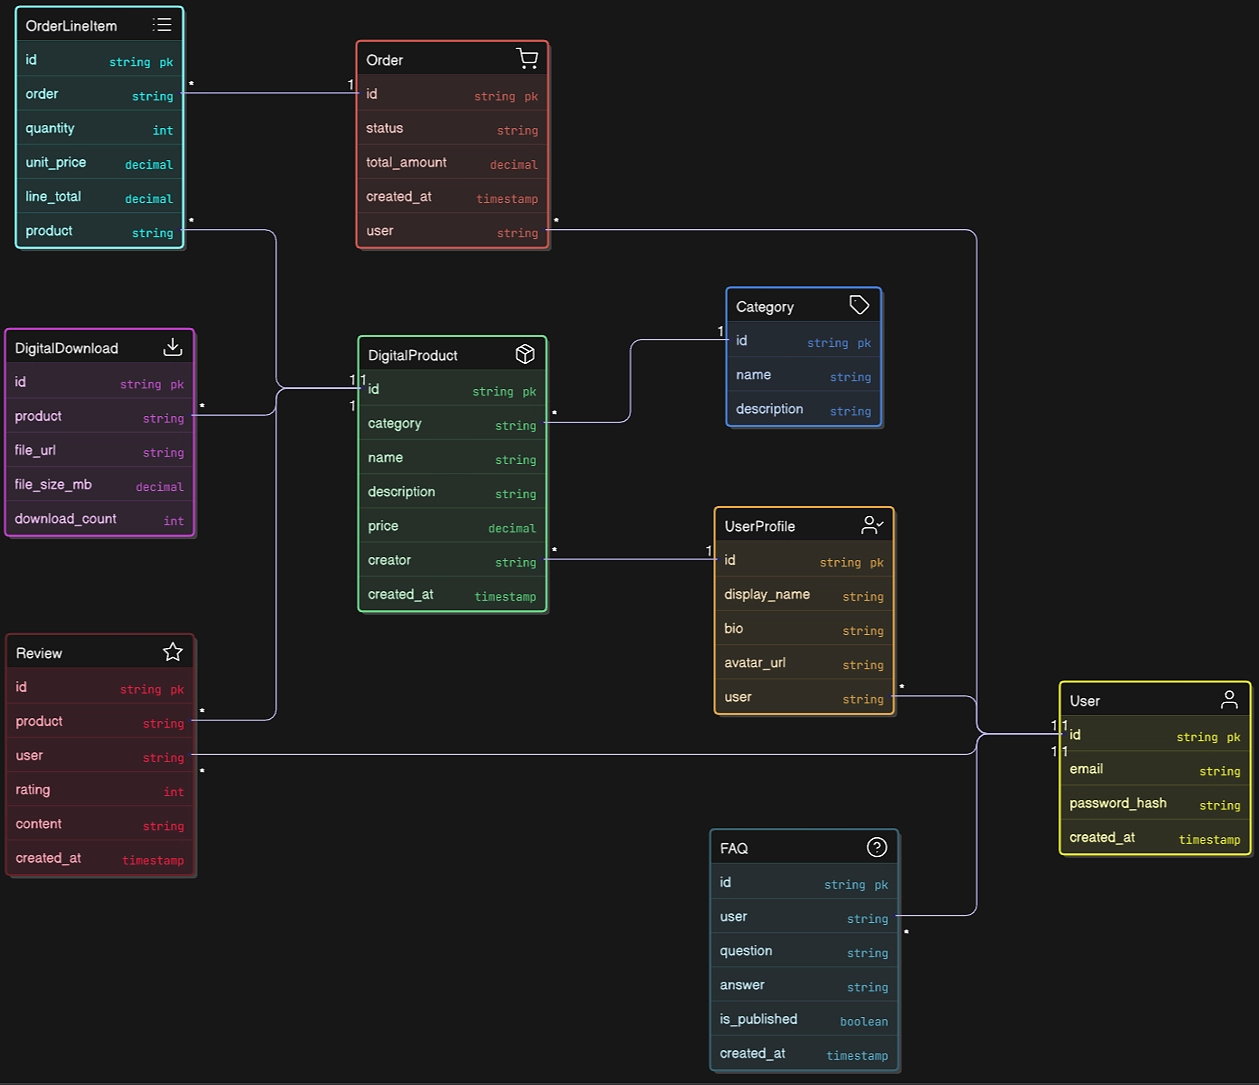 OrderLineItem
id string pk
order string
quantity int
unit_price decimal
line_total decimal
product string
*
*
Order
1
id string pk
status string
total_amount decimal
created_at timestamp
user string
*
DigitalDownload
id string pk
product string
file_url string
file_size_mb decimal
download_count int
*
DigitalProduct
1 1
1
id string pk
category string
name string
description string
price decimal
creator string
created_at timestamp
*
*
Category
1
id string pk
name string
description string
UserProfile
1
id string pk
display_name string
bio string
avatar_url string
user string
*
Review
id string pk
product string
user string
rating int
content string
created_at timestamp
*
*
User
1 1
1 1
id string pk
email string
password_hash string
created_at timestamp
FAQ
id string pk
user string
question string
answer string
is_published boolean
created_at timestamp
*